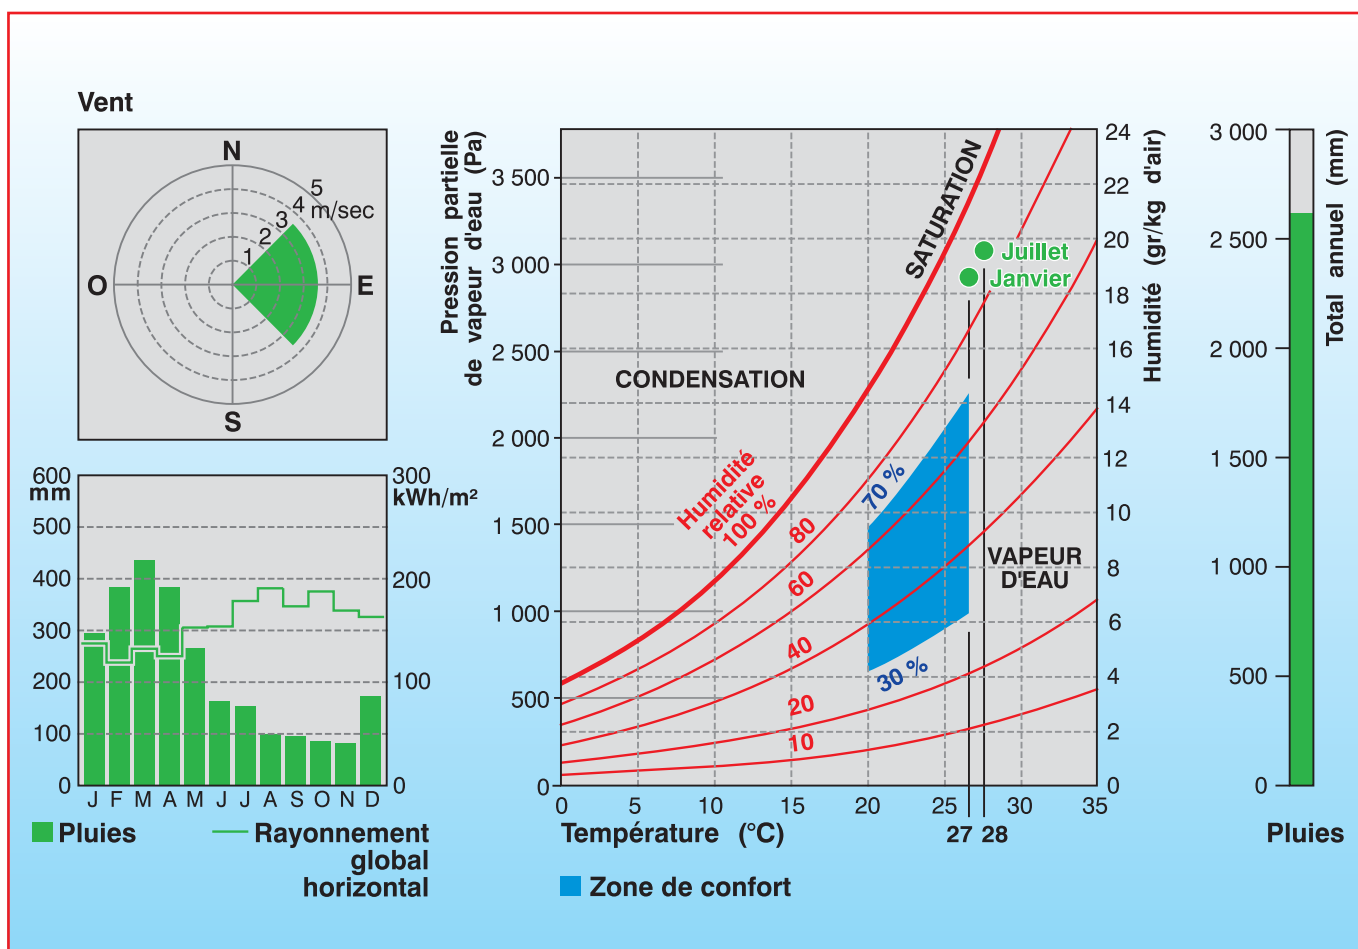 Vent
N
5
4
m/sec
3
2
1
O
E
S
600
mm
500
400
300
200
100
0
300
kWh/m²
200
100
0
J F M A M J J A S O N D
Pluies
Rayonnement
global
horizontal
Pression partielle
de vapeur d'eau (Pa)
3 500
3 000
2 500
2 000
1 500
1 000
500
0
SATURATION
Juillet
Janvier
CONDENSATION
Humidité
relative
100 %
80
60
40
20
10
70 %
30 %
VAPEUR
D'EAU
24
22
20
18
16
14
12
10
8
6
4
2
0
Humidité (gr/kg d'air)
0 5 10 15 20 25 30 35
Température (°C)
27 28
Zone de confort
3 000
2 500
2 000
1 500
1 000
500
0
Total annuel (mm)
Pluies